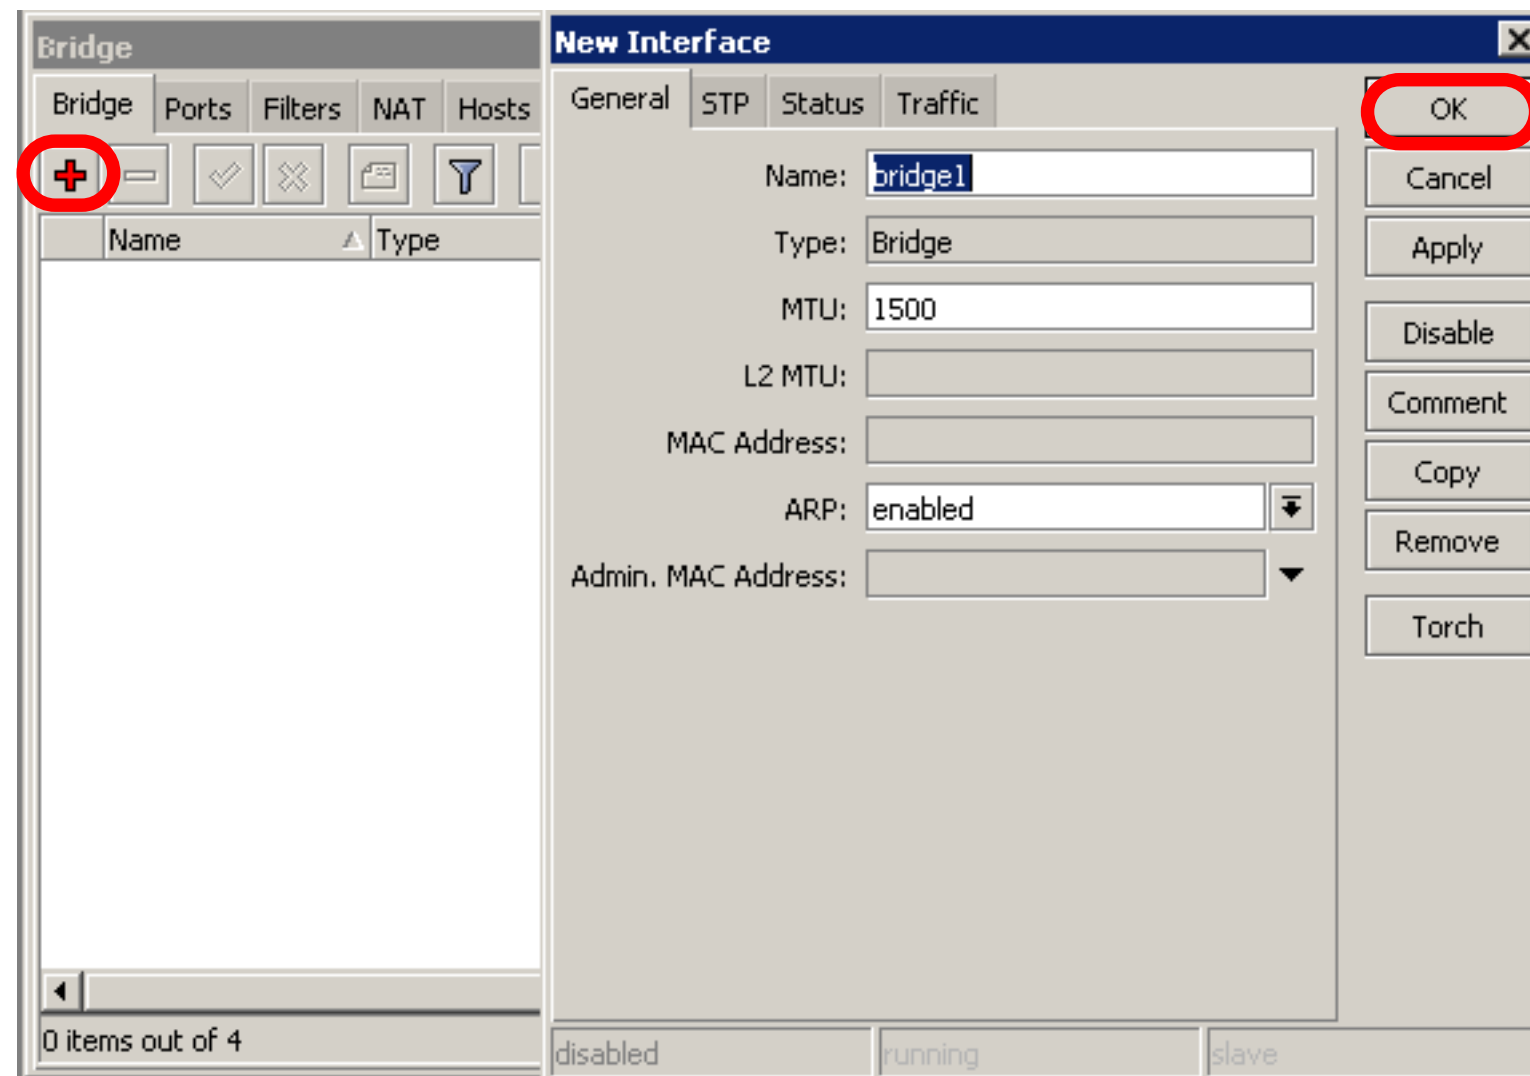 Bridge
Bridge Ports Filters NAT Hosts
Name Type
0 items out of 4
New Interface
General STP Status Traffic
Name: bridge1
Type: Bridge
MTU: 1500
L2 MTU:
MAC Address:
ARP: enabled
Admin. MAC Address:
OK
Cancel
Apply
Disable
Comment
Copy
Remove
Torch
disabled running slave